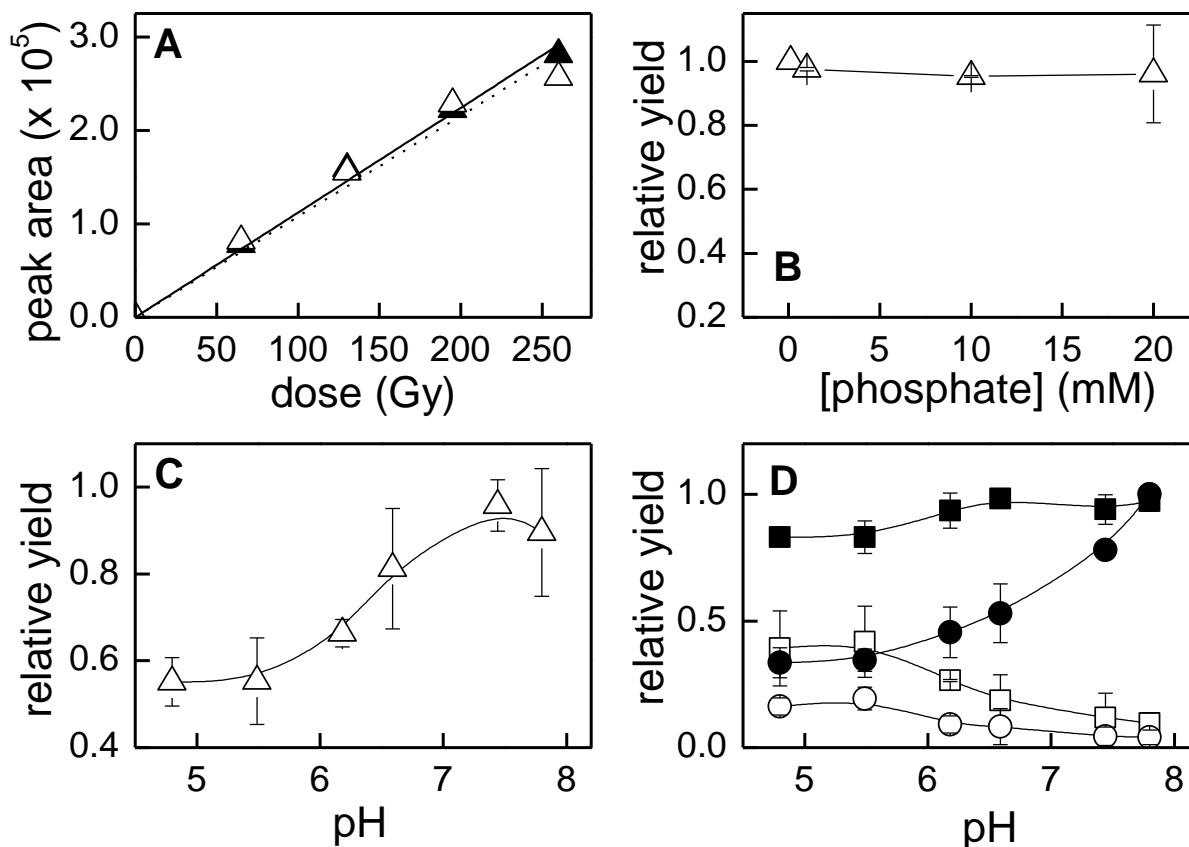 A
peak area (x 10⁵)
3.0
2.0
1.0
0.0
0 50 100 150 200 250
dose (Gy)
B
relative yield
1.0
0.8
0.6
0.4
0.2
0 5 10 15 20
[phosphate] (mM)
C
relative yield
1.0
0.8
0.6
0.4
5 6 7 8
pH
D
relative yield
1.0
0.5
0.0
5 6 7 8
pH